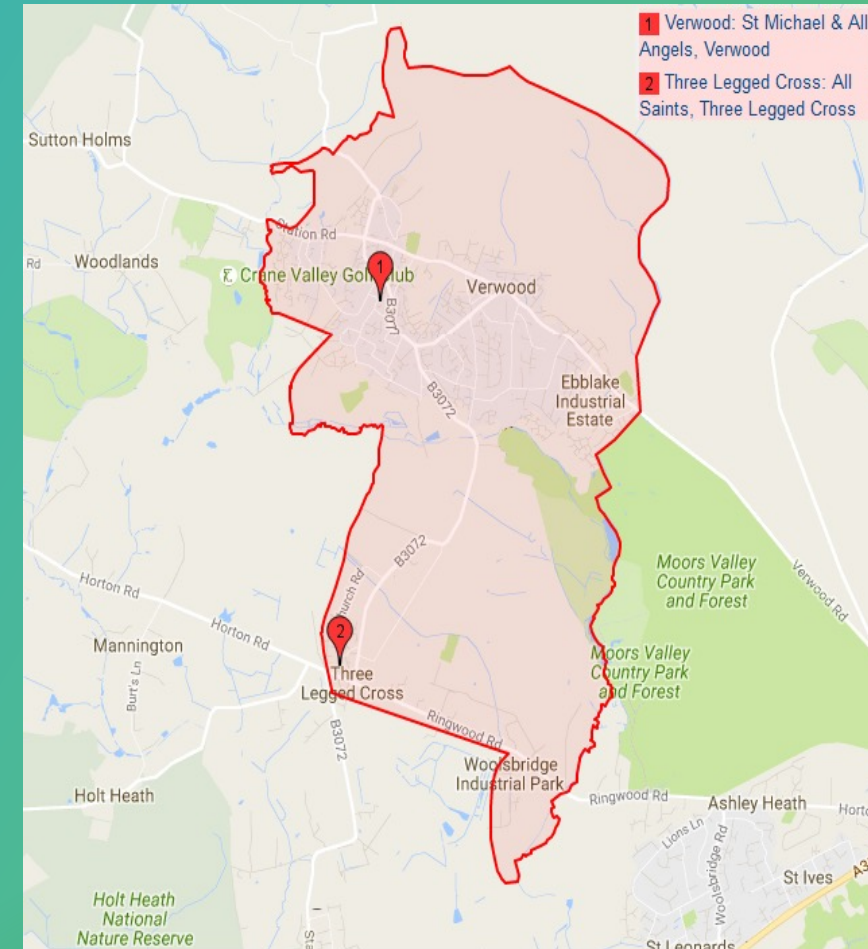 1 Verwood: St Michael & All
Angels, Verwood
2 Three Legged Cross: All
Saints, Three Legged Cross
Sutton Holms
Station Rd
Rd
Woodlands
Crane Valley Golf Club
1
Verwood
B3072
Ebblake
Industrial
Estate
B3072
B3072
Moors Valley
Country Park
and Forest
Verwood Rd
Horton Rd
Church Rd
Horton Rd
2
Mannington
Burt's Ln
Moors Valley
Country Park
and Forest
Three
Legged Cross
B3072
Ringwood Rd
Woolsbridge
Industrial Park
Ringwood Rd
Holt Heath
Ashley Heath
Lions Ln
Woolsbridge Rd
St Ives
Holt Heath
National
Nature Reserve
St Leonards